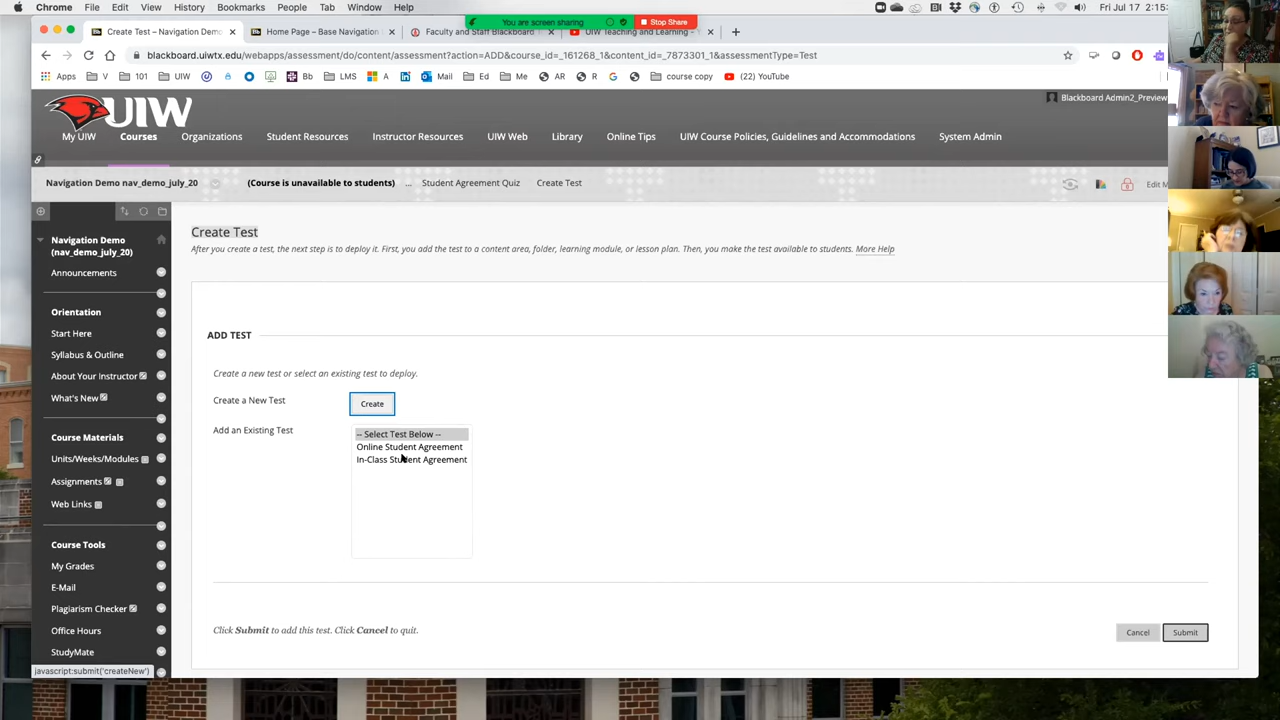 Chrome File Edit View History Bookmarks People Tab Window Help
Fri Jul 17 2:15
You are screen sharing Stop Share
Create Test – Navigation Demo
Home Page – Base Navigation
Faculty and Staff Blackboard
UIW Teaching and Learning - Y
blackboard.uiwtx.edu/webapps/assessment/do/content/assessment?action=ADD&course_id=_161268_1&content_id=_7873301_1&assessmentType=Test
Apps V 101 UIW Bb LMS A Mail Ed Me AR R G course copy (22) YouTube
UIW
Blackboard Admin2_Preview
My UIW Courses Organizations Student Resources Instructor Resources UIW Web Library Online Tips UIW Course Policies, Guidelines and Accommodations System Admin
Navigation Demo nav_demo_july_20 (Course is unavailable to students) ... Student Agreement Quiz Create Test
Edit M
Navigation Demo
(nav_demo_july_20)
Announcements
Orientation
Start Here
Syllabus & Outline
About Your Instructor
What's New
Course Materials
Units/Weeks/Modules
Assignments
Web Links
Course Tools
My Grades
E-Mail
Plagiarism Checker
Office Hours
StudyMate
javascript:submit('createNew')
Create Test
After you create a test, the next step is to deploy it. First, you add the test to a content area, folder, learning module, or lesson plan. Then, you make the test available to students. More Help
ADD TEST
Create a new test or select an existing test to deploy.
Create a New Test
Create
Add an Existing Test
-- Select Test Below --
Online Student Agreement
In-Class Student Agreement
Click Submit to add this test. Click Cancel to quit.
Cancel Submit